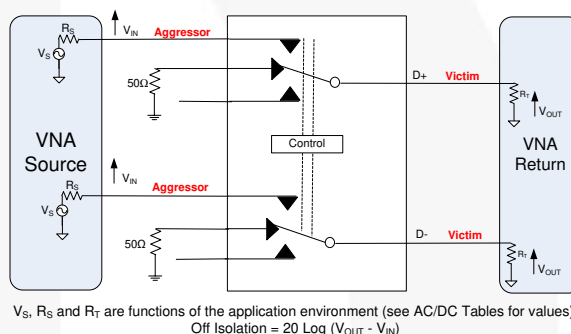 R_S
V_IN
Aggressor
V_S
50Ω
D+
Victim
R_T
V_OUT
VNA
Source
Control
VNA
Return
R_S
V_IN
Aggressor
V_S
50Ω
D-
Victim
R_T
V_OUT
V_S, R_S and R_T are functions of the application environment (see AC/DC Tables for values)
Off Isolation = 20 Log (V_OUT - V_IN)